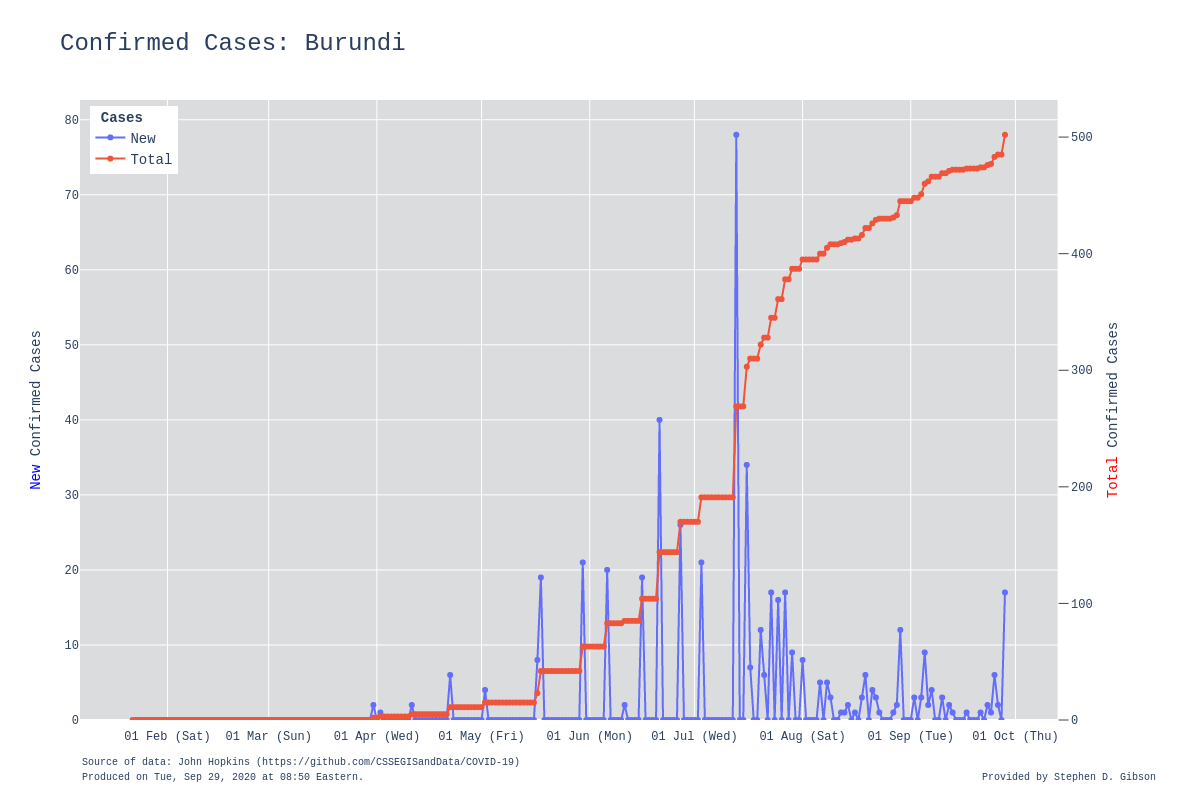 Confirmed Cases: Burundi
Cases
New
Total
80
70
60
50
40
30
20
10
0
500
400
300
200
100
0
New Confirmed Cases
Total Confirmed Cases
01 Feb (Sat) 01 Mar (Sun) 01 Apr (Wed) 01 May (Fri) 01 Jun (Mon) 01 Jul (Wed) 01 Aug (Sat) 01 Sep (Tue) 01 Oct (Thu)
Source of data: John Hopkins (https://github.com/CSSEGISandData/COVID-19)
Produced on Tue, Sep 29, 2020 at 08:50 Eastern.
Provided by Stephen D. Gibson